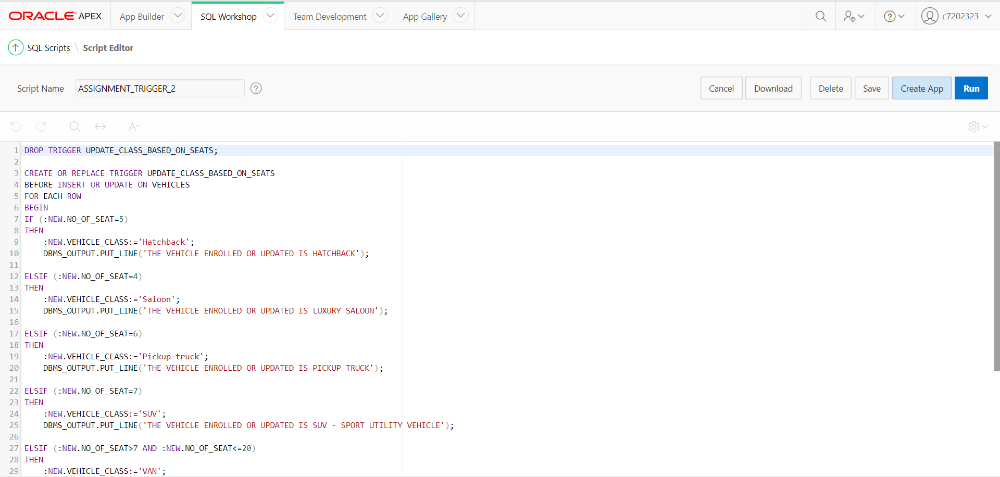 ORACLE APEX App Builder SQL Workshop Team Development App Gallery c7202323
SQL Scripts \ Script Editor
Script Name ASSIGNMENT_TRIGGER_2 ? Cancel Download Delete Save Create App Run
A
1 DROP TRIGGER UPDATE_CLASS_BASED_ON_SEATS;
2
3 CREATE OR REPLACE TRIGGER UPDATE_CLASS_BASED_ON_SEATS
4 BEFORE INSERT OR UPDATE ON VEHICLES
5 FOR EACH ROW
6 BEGIN
7 IF (:NEW.NO_OF_SEAT=5)
8 THEN
9     :NEW.VEHICLE_CLASS:='Hatchback';
10     DBMS_OUTPUT.PUT_LINE('THE VEHICLE ENROLLED OR UPDATED IS HATCHBACK');
11
12 ELSIF (:NEW.NO_OF_SEAT=4)
13 THEN
14     :NEW.VEHICLE_CLASS:='Saloon';
15     DBMS_OUTPUT.PUT_LINE('THE VEHICLE ENROLLED OR UPDATED IS LUXURY SALOON');
16
17 ELSIF (:NEW.NO_OF_SEAT=6)
18 THEN
19     :NEW.VEHICLE_CLASS:='Pickup-truck';
20     DBMS_OUTPUT.PUT_LINE('THE VEHICLE ENROLLED OR UPDATED IS PICKUP TRUCK');
21
22 ELSIF (:NEW.NO_OF_SEAT=7)
23 THEN
24     :NEW.VEHICLE_CLASS:='SUV';
25     DBMS_OUTPUT.PUT_LINE('THE VEHICLE ENROLLED OR UPDATED IS SUV - SPORT UTILITY VEHICLE');
26
27 ELSIF (:NEW.NO_OF_SEAT>7 AND :NEW.NO_OF_SEAT<=20)
28 THEN
29     :NEW.VEHICLE_CLASS:='VAN';